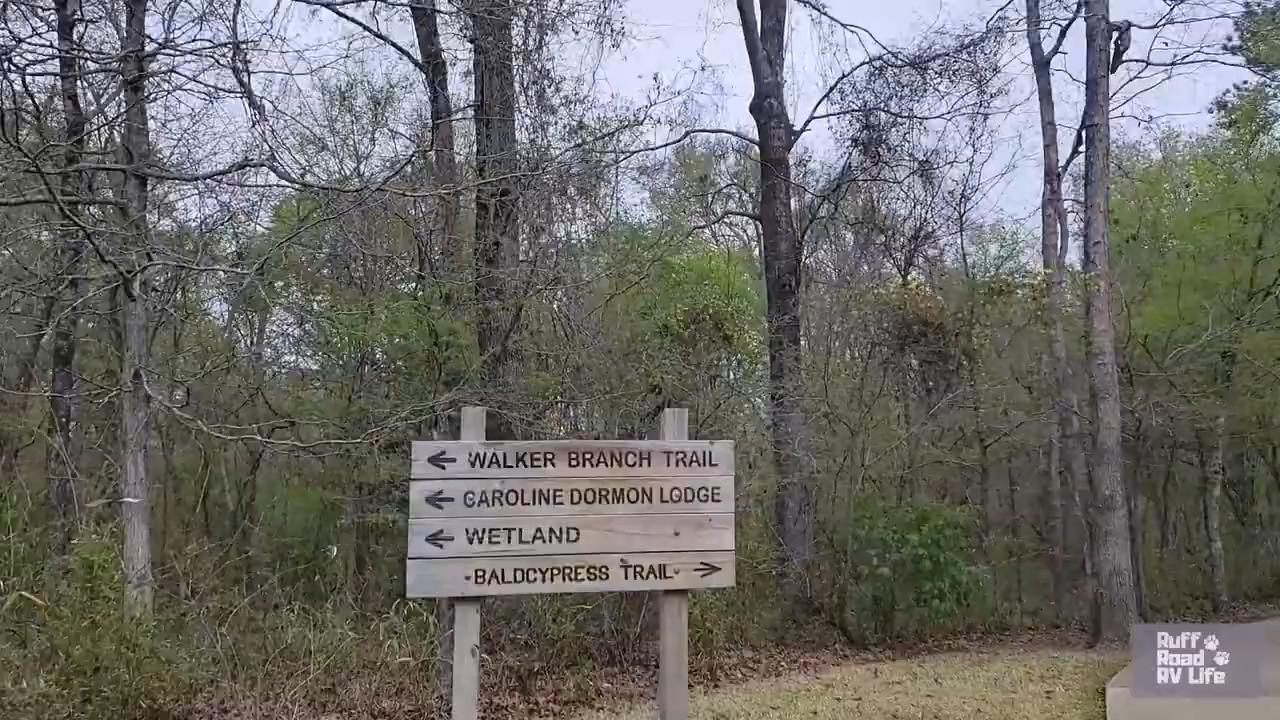 WALKER BRANCH TRAIL
CAROLINE DORMON LODGE
WETLAND
BALDCYPRESS TRAIL
Ruff
Road
RV Life